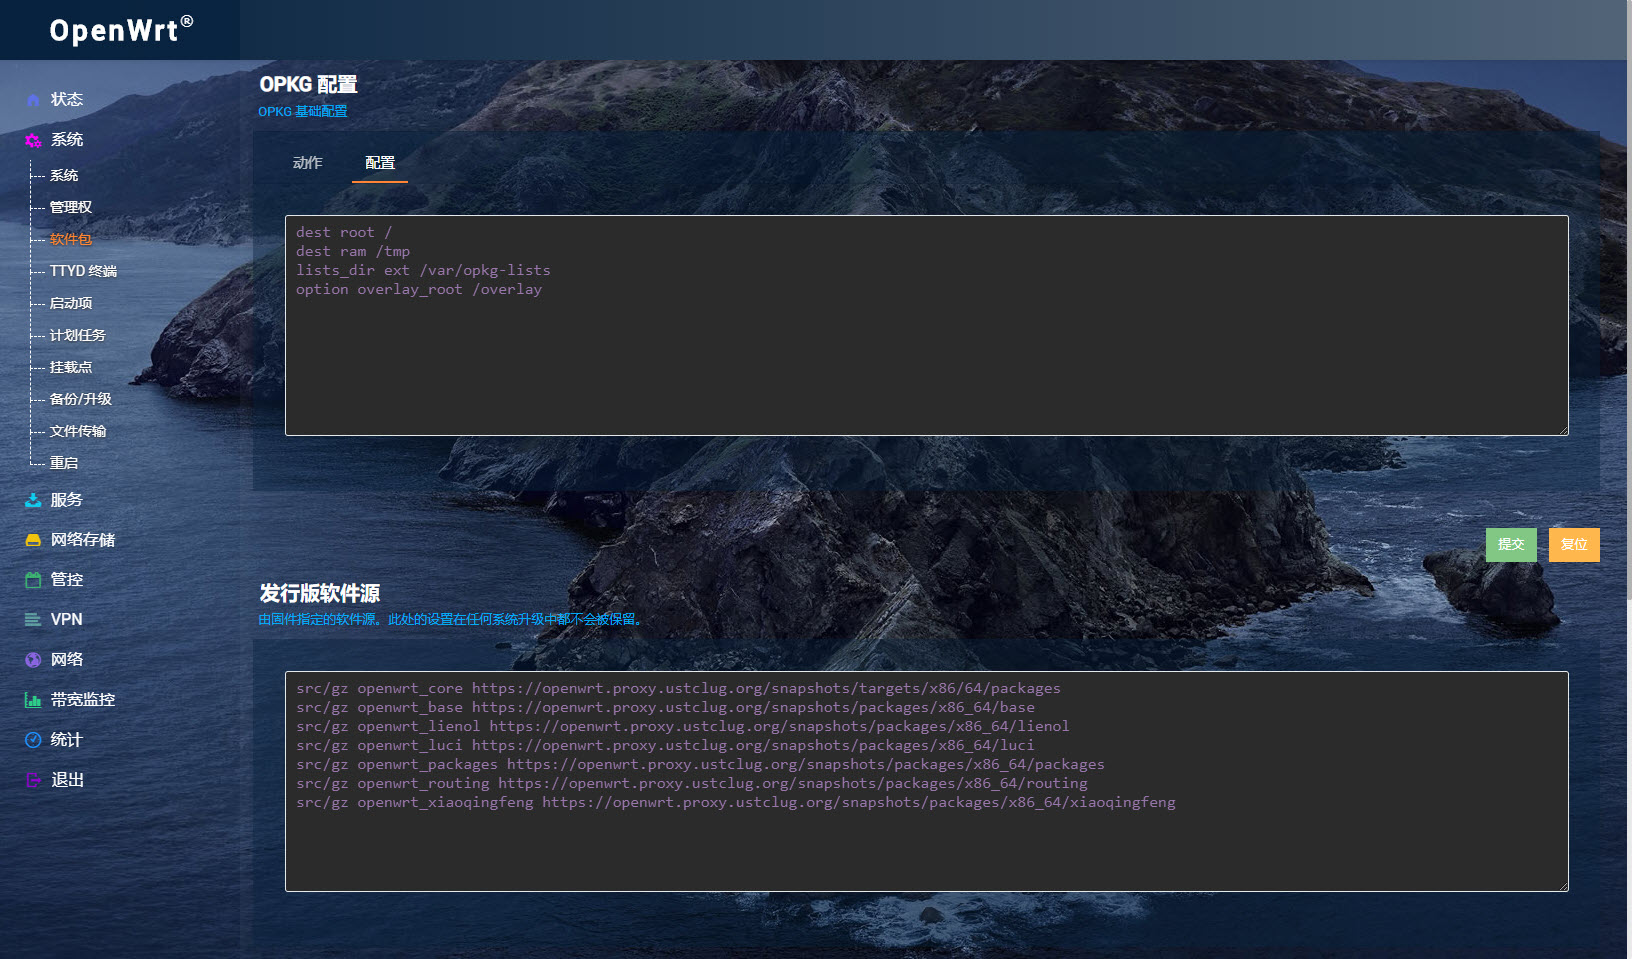 OpenWrt®
状态
系统
系统
管理权
软件包
TTYD 终端
启动项
计划任务
挂载点
备份/升级
文件传输
重启
服务
网络存储
管控
VPN
网络
带宽监控
统计
退出
OPKG 配置
OPKG 基础配置
动作 配置
dest root /
dest ram /tmp
lists_dir ext /var/opkg-lists
option overlay_root /overlay
提交 复位
发行版软件源
由固件指定的软件源。此处的设置在任何系统升级中都不会被保留。
src/gz openwrt_core https://openwrt.proxy.ustclug.org/snapshots/targets/x86/64/packages
src/gz openwrt_base https://openwrt.proxy.ustclug.org/snapshots/packages/x86_64/base
src/gz openwrt_lienol https://openwrt.proxy.ustclug.org/snapshots/packages/x86_64/lienol
src/gz openwrt_luci https://openwrt.proxy.ustclug.org/snapshots/packages/x86_64/luci
src/gz openwrt_packages https://openwrt.proxy.ustclug.org/snapshots/packages/x86_64/packages
src/gz openwrt_routing https://openwrt.proxy.ustclug.org/snapshots/packages/x86_64/routing
src/gz openwrt_xiaoqingfeng https://openwrt.proxy.ustclug.org/snapshots/packages/x86_64/xiaoqingfeng